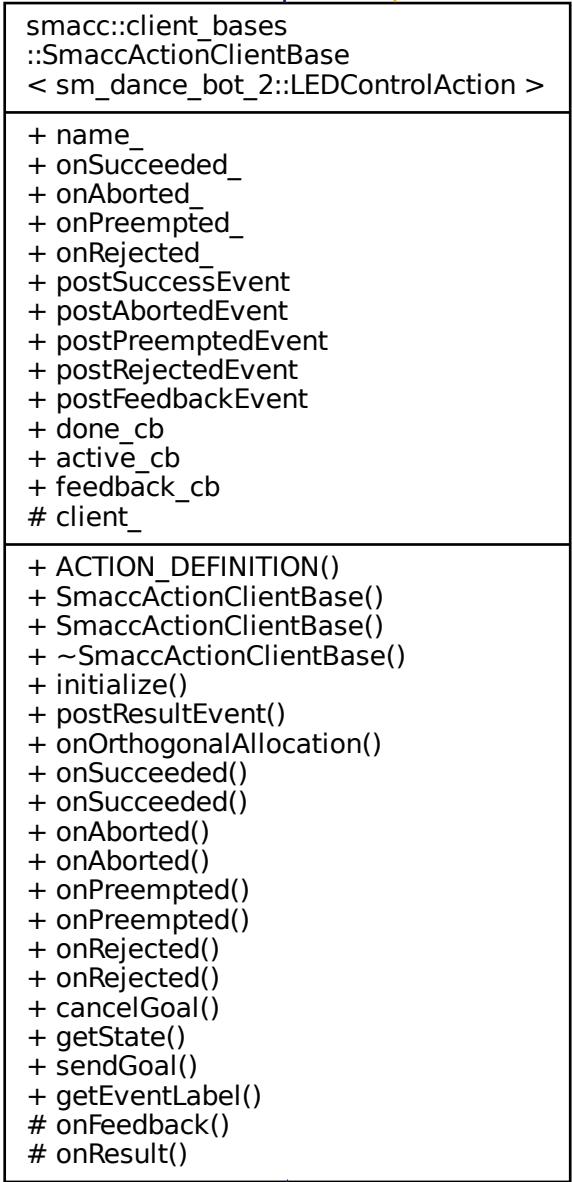 smacc::client_bases
::SmaccActionClientBase
< sm_dance_bot_2::LEDControlAction >
+ name_
+ onSucceeded_
+ onAborted_
+ onPreempted_
+ onRejected_
+ postSuccessEvent
+ postAbortedEvent
+ postPreemptedEvent
+ postRejectedEvent
+ postFeedbackEvent
+ done_cb
+ active_cb
+ feedback_cb
# client_
+ ACTION_DEFINITION()
+ SmaccActionClientBase()
+ SmaccActionClientBase()
+ ~SmaccActionClientBase()
+ initialize()
+ postResultEvent()
+ onOrthogonalAllocation()
+ onSucceeded()
+ onSucceeded()
+ onAborted()
+ onAborted()
+ onPreempted()
+ onPreempted()
+ onRejected()
+ onRejected()
+ cancelGoal()
+ getState()
+ sendGoal()
+ getEventLabel()
# onFeedback()
# onResult()